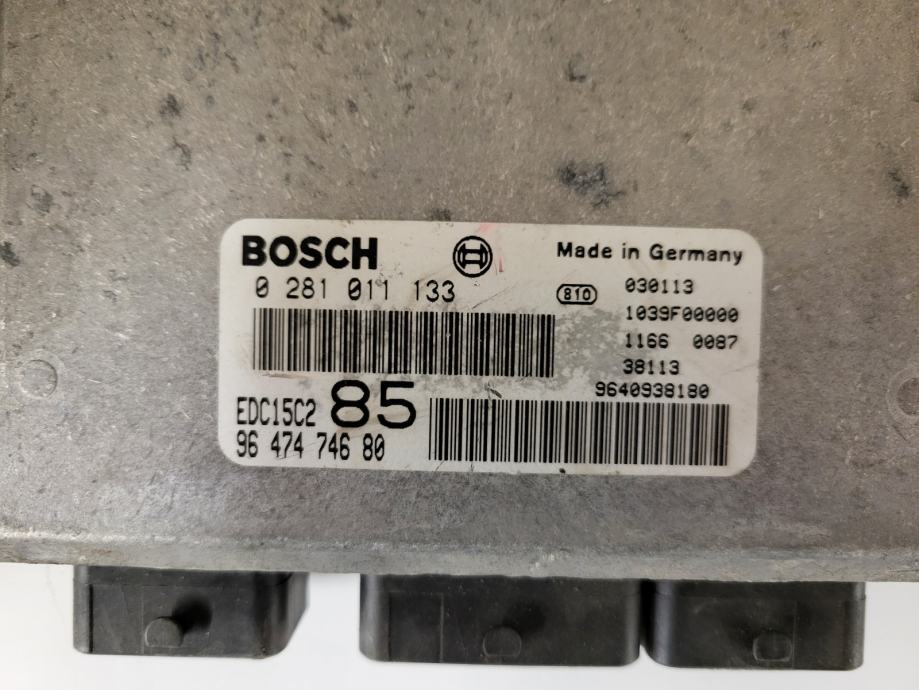 BOSCH
Made in Germany
0 281 011 133
810
030113
1039F00000
1166 0087
38113
9640938180
EDC15C2 85
96 474 746 80